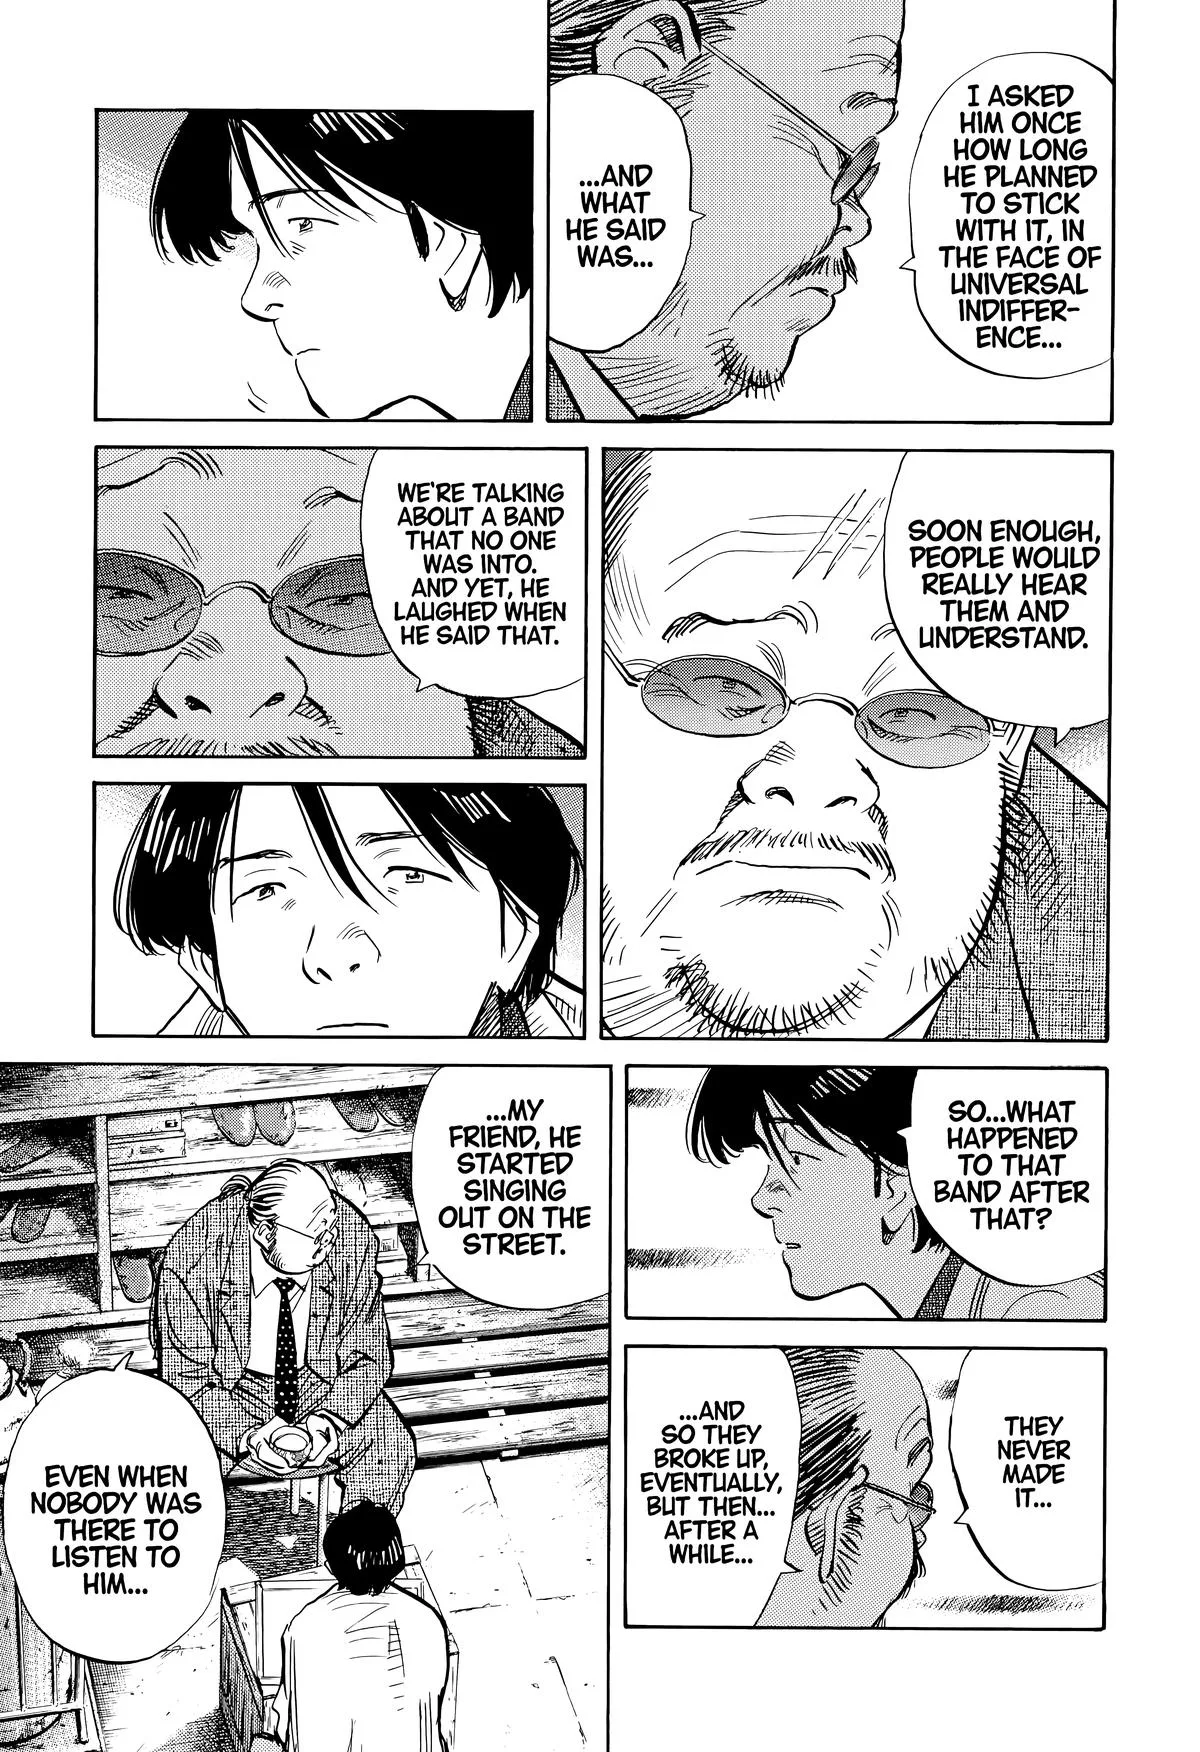 I ASKED
HIM ONCE
HOW LONG
HE PLANNED
TO STICK
WITH IT, IN
THE FACE OF
UNIVERSAL
INDIFFER-
ENCE...
...AND
WHAT
HE SAID
WAS...
SOON ENOUGH,
PEOPLE WOULD
REALLY HEAR
THEM AND
UNDERSTAND.
WE'RE TALKING
ABOUT A BAND
THAT NO ONE
WAS INTO.
AND YET, HE
LAUGHED WHEN
HE SAID THAT.
SO...WHAT
HAPPENED
TO THAT
BAND AFTER
THAT?
THEY
NEVER
MADE
IT...
...AND
SO THEY
BROKE UP,
EVENTUALLY,
BUT THEN...
AFTER A
WHILE...
...MY
FRIEND, HE
STARTED
SINGING
OUT ON THE
STREET.
EVEN WHEN
NOBODY WAS
THERE TO
LISTEN TO
HIM...